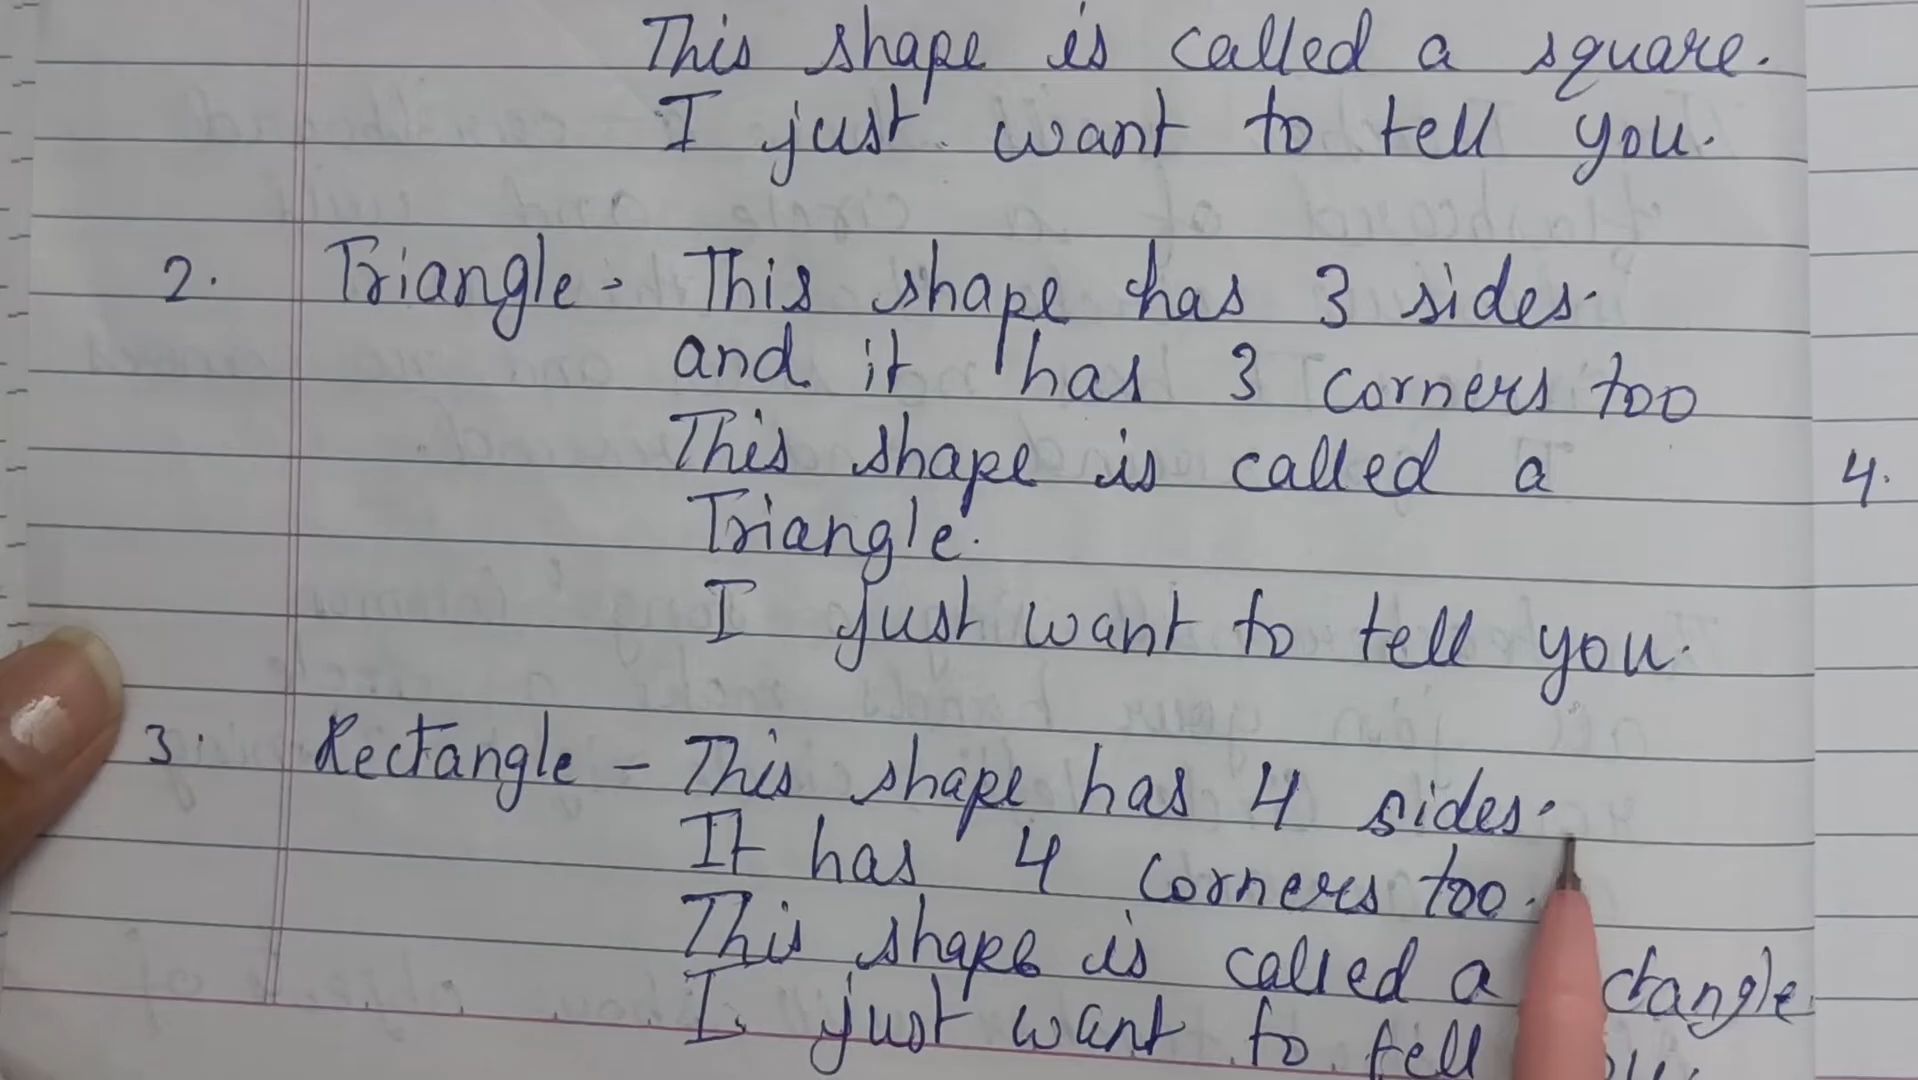 This shape is called a square.
I just want to tell you.
2. Triangle - This shape has 3 sides.
and it has 3 corners too
This shape is called a
Triangle.
I just want to tell you.
3. Rectangle - This shape has 4 sides.
It has 4 corners too.
This shape is called a ctangle
I just want to tell
4.